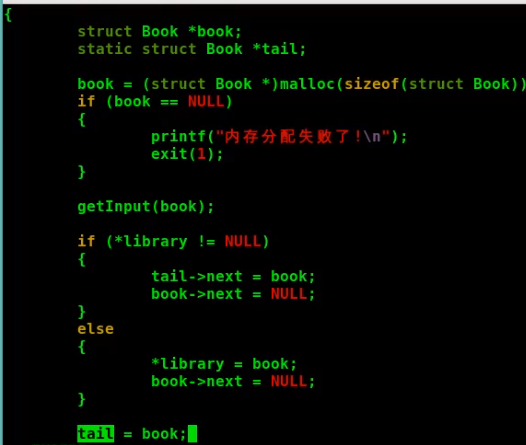 {
struct Book *book;
static struct Book *tail;
book = (struct Book *)malloc(sizeof(struct Book))
if (book == NULL)
{
printf("内存分配失败了!\n");
exit(1);
}
getInput(book);
if (*library != NULL)
{
tail->next = book;
book->next = NULL;
}
else
{
*library = book;
book->next = NULL;
}
tail = book;